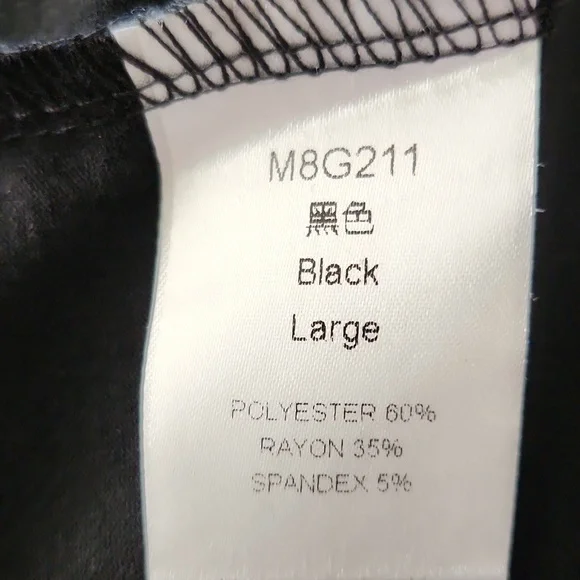 M8G211
黑色
Black
Large
POLYESTER 60%
RAYON 35%
SPANDEX 5%